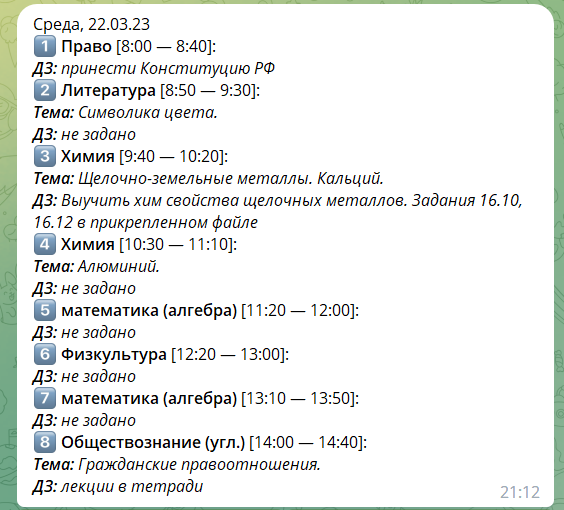 Среда, 22.03.23
1 Право [8:00 — 8:40]:
ДЗ: принести Конституцию РФ
2 Литература [8:50 — 9:30]:
Тема: Символика цвета.
ДЗ: не задано
3 Химия [9:40 — 10:20]:
Тема: Щелочно-земельные металлы. Кальций.
ДЗ: Выучить хим свойства щелочных металлов. Задания 16.10,
16.12 в прикрепленном файле
4 Химия [10:30 — 11:10]:
Тема: Алюминий.
ДЗ: не задано
5 математика (алгебра) [11:20 — 12:00]:
ДЗ: не задано
6 Физкультура [12:20 — 13:00]:
ДЗ: не задано
7 математика (алгебра) [13:10 — 13:50]:
ДЗ: не задано
8 Обществознание (угл.) [14:00 — 14:40]:
Тема: Гражданские правоотношения.
ДЗ: лекции в тетради
21:12